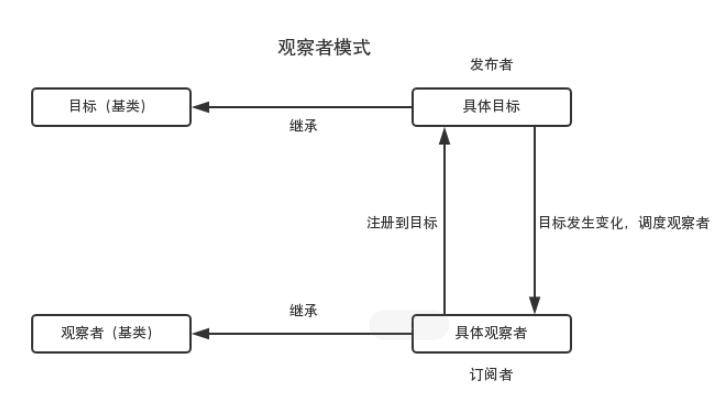 观察者模式
发布者
目标（基类）
具体目标
继承
注册到目标
目标发生变化，调度观察者
继承
观察者（基类）
具体观察者
订阅者